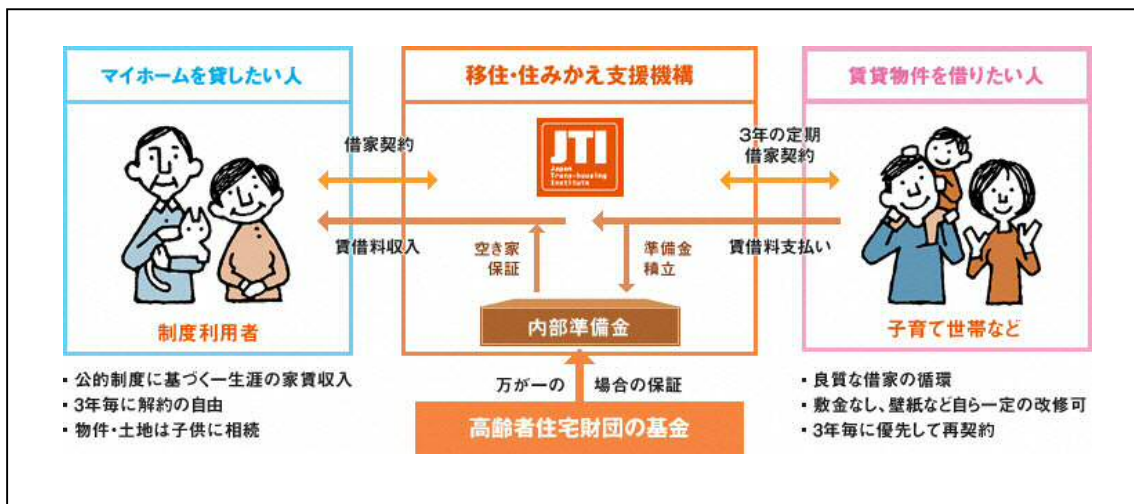 マイホームを貸したい人
制度利用者
・公的制度に基づく一生涯の家賃収入
・3年毎に解約の自由
・物件・土地は子供に相続
借家契約
賃借料収入
移住・住みかえ支援機構
JTI
Japan
Trans-housing
Institute
空き家
保証
準備金
積立
内部準備金
万が一の 場合の保証
高齢者住宅財団の基金
3年の定期
借家契約
賃借料支払い
賃貸物件を借りたい人
子育て世帯など
・良質な借家の循環
・敷金なし、壁紙など自ら一定の改修可
・3年毎に優先して再契約